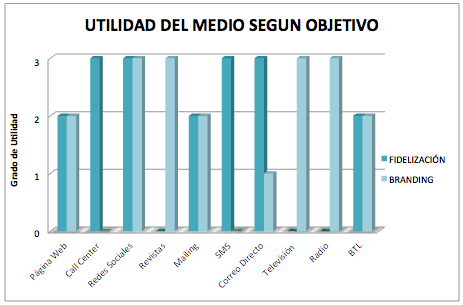 UTILIDAD DEL MEDIO SEGUN OBJETIVO
Grado de Utilidad
3
2
1
0
Página Web
Call Center
Redes Sociales
Revistas
Mailing
SMS
Correo Directo
Televisión
Radio
BTL
FIDELIZACIÓN
BRANDING